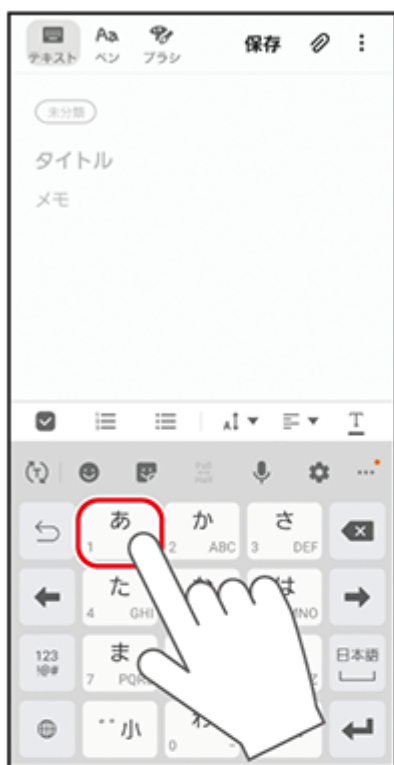 テキスト ペン ブラシ 保存
未分類
タイトル
メモ
T
あ か さ
1 2 ABC 3 DEF
た は
4 GHI MNO
123 ま 日本語
!@# 7 PQR Z
小 わ
0